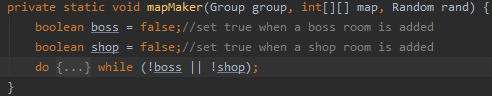 private static void mapMaker(Group group, int[][] map, Random rand) {
    boolean boss = false;//set true when a boss room is added
    boolean shop = false;//set true when a shop room is added
    do {...} while (!boss || !shop);
}